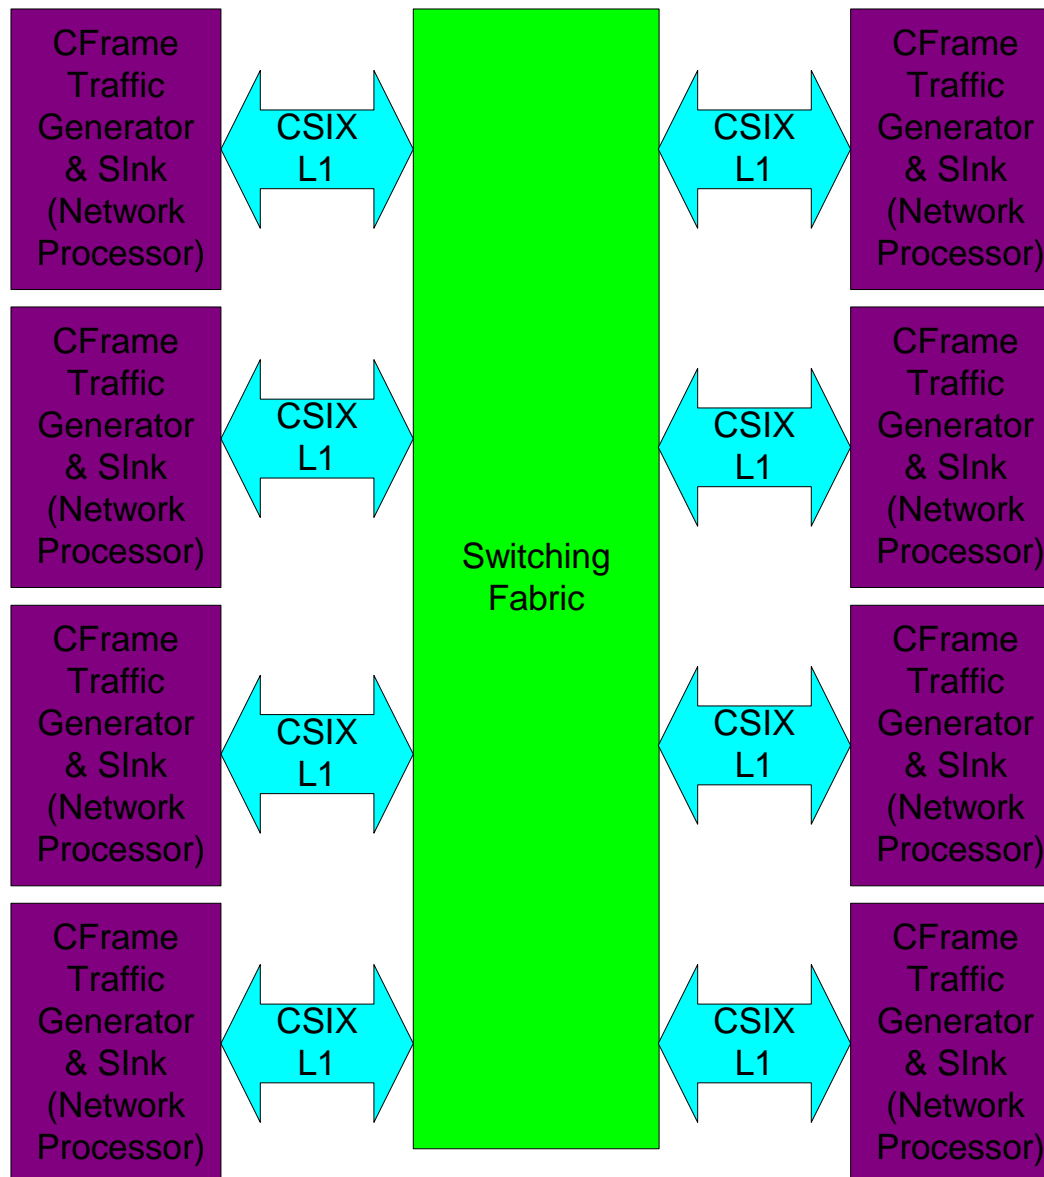 CFrame
Traffic
Generator
& SInk
(Network
Processor)
CSIX
L1
CSIX
L1
CFrame
Traffic
Generator
& SInk
(Network
Processor)
CFrame
Traffic
Generator
& SInk
(Network
Processor)
CSIX
L1
CSIX
L1
CFrame
Traffic
Generator
& SInk
(Network
Processor)
Switching
Fabric
CFrame
Traffic
Generator
& SInk
(Network
Processor)
CSIX
L1
CSIX
L1
CFrame
Traffic
Generator
& SInk
(Network
Processor)
CFrame
Traffic
Generator
& SInk
(Network
Processor)
CSIX
L1
CSIX
L1
CFrame
Traffic
Generator
& SInk
(Network
Processor)